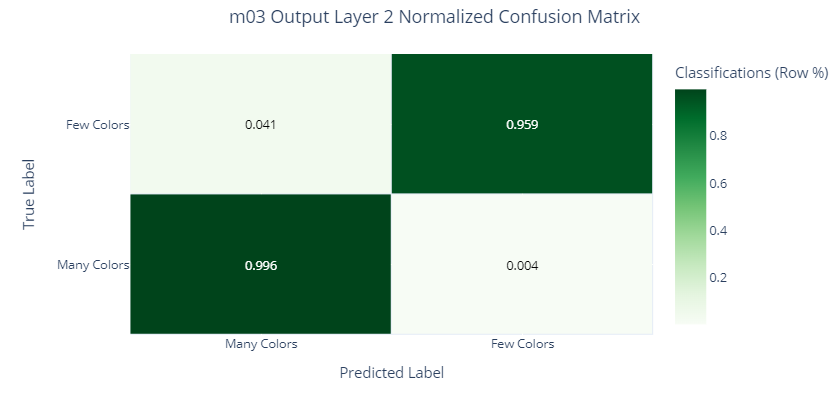 m03 Output Layer 2 Normalized Confusion Matrix
Classifications (Row %)
True Label
Few Colors
0.041
0.959
Many Colors
0.996
0.004
0.8
0.6
0.4
0.2
Many Colors
Few Colors
Predicted Label